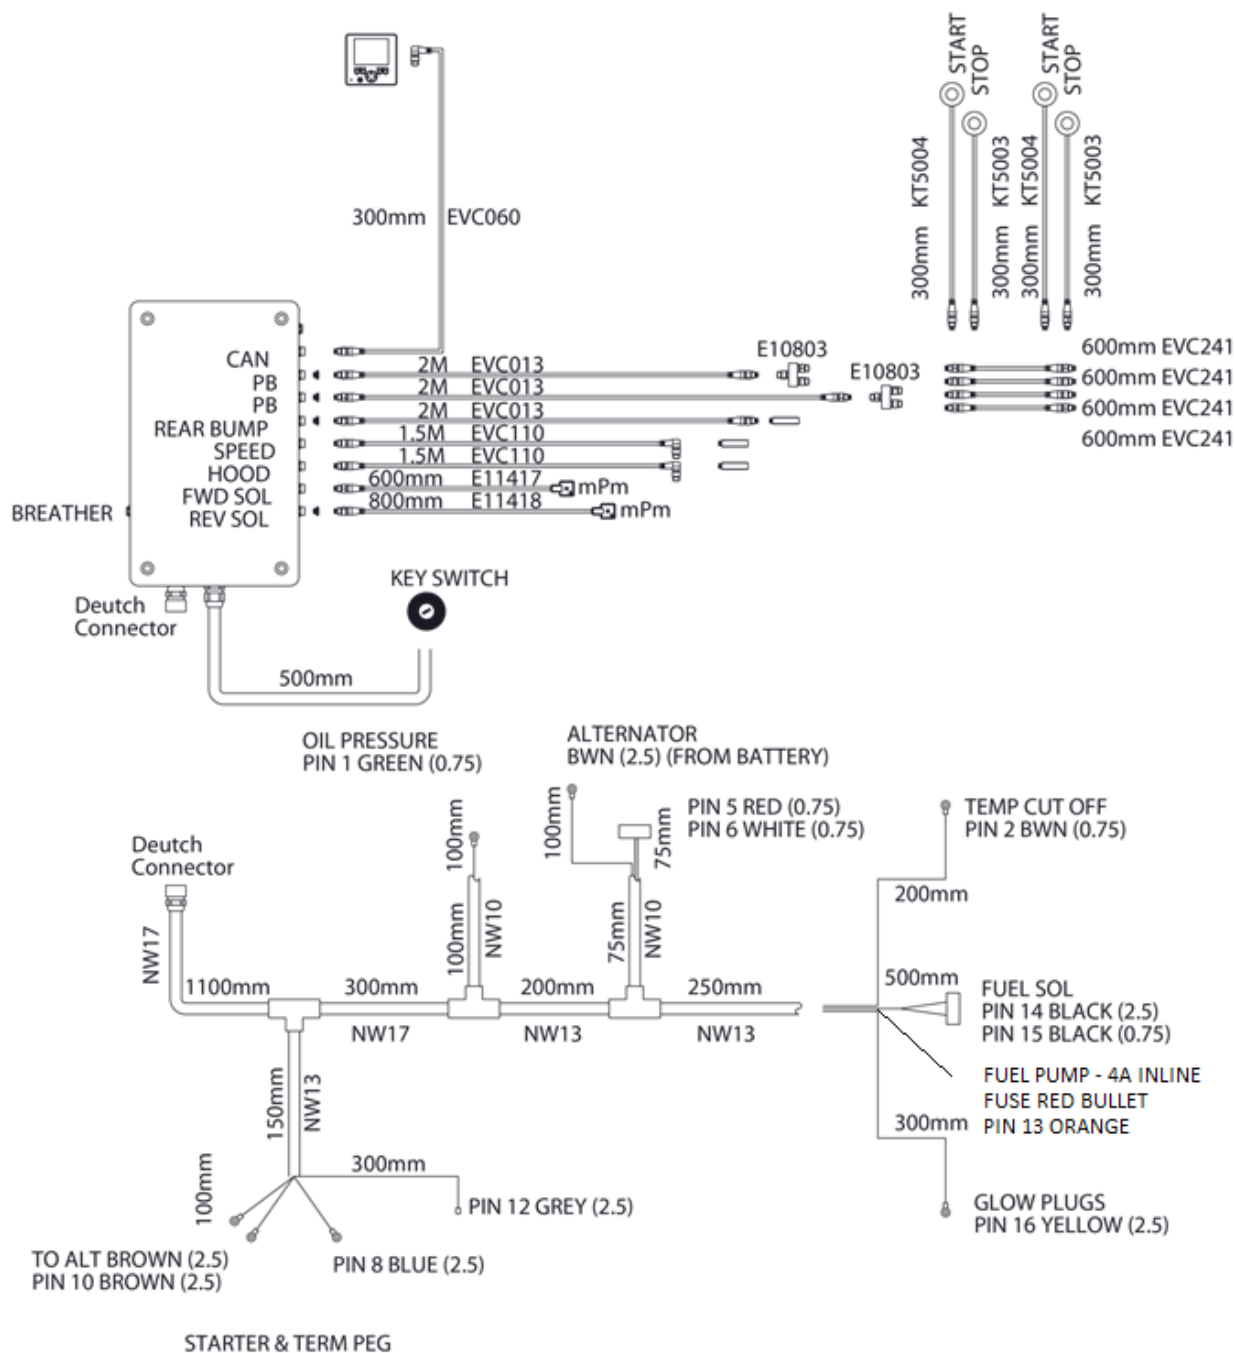 START
STOP
START
STOP
KT5004
KT5003
KT5004
KT5003
300mm
300mm
300mm
300mm
300mm EVC060
CAN
PB
PB
REAR BUMP
SPEED
HOOD
FWD SOL
REV SOL
BREATHER
2M EVC013
2M EVC013
2M EVC013
1.5M EVC110
1.5M EVC110
600mm E11417
mPm
800mm E11418
mPm
E10803
E10803
600mm EVC241
600mm EVC241
600mm EVC241
600mm EVC241
Deutch
Connector
KEY SWITCH
500mm
OIL PRESSURE
PIN 1 GREEN (0.75)
ALTERNATOR
BWN (2.5) (FROM BATTERY)
PIN 5 RED (0.75)
PIN 6 WHITE (0.75)
TEMP CUT OFF
PIN 2 BWN (0.75)
100mm
100mm
75mm
Deutch
Connector
200mm
NW17
100mm
NW10
75mm
NW10
1100mm
300mm
200mm
250mm
500mm
NW17
NW13
NW13
FUEL SOL
PIN 14 BLACK (2.5)
PIN 15 BLACK (0.75)
FUEL PUMP - 4A INLINE
FUSE RED BULLET
PIN 13 ORANGE
150mm
NW13
300mm
300mm
100mm
PIN 12 GREY (2.5)
GLOW PLUGS
PIN 16 YELLOW (2.5)
TO ALT BROWN (2.5)
PIN 10 BROWN (2.5)
PIN 8 BLUE (2.5)
STARTER & TERM PEG